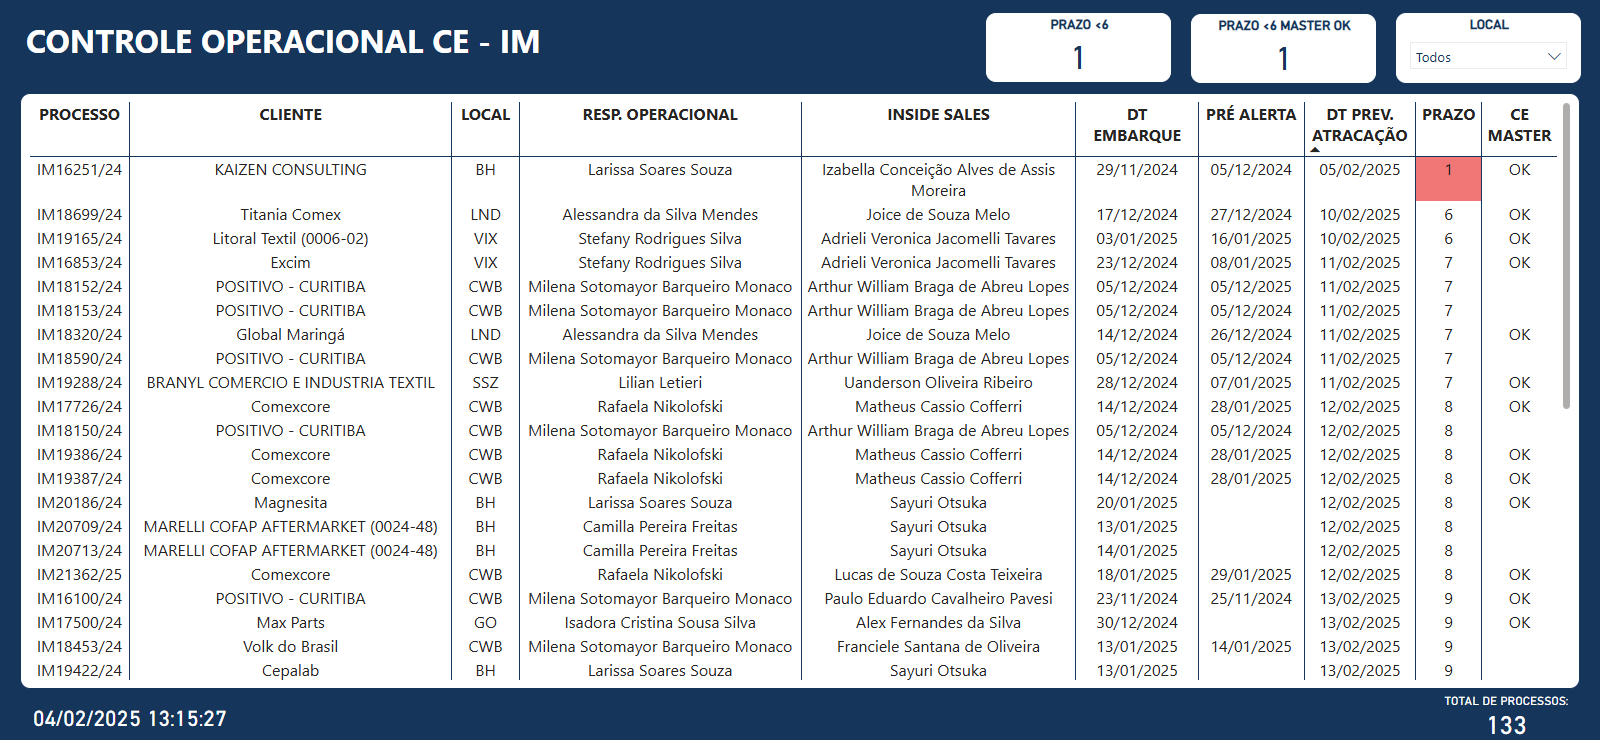 CONTROLE OPERACIONAL CE - IM
PRAZO <6
1
PRAZO <6 MASTER OK
1
LOCAL
Todos
PROCESSO CLIENTE LOCAL RESP. OPERACIONAL INSIDE SALES DT EMBARQUE PRÉ ALERTA DT PREV. ATRACAÇÃO PRAZO CE MASTER
IM16251/24 KAIZEN CONSULTING BH Larissa Soares Souza Izabella Conceição Alves de Assis Moreira 29/11/2024 05/12/2024 05/02/2025 1 OK
IM18699/24 Titania Comex LND Alessandra da Silva Mendes Joice de Souza Melo 17/12/2024 27/12/2024 10/02/2025 6 OK
IM19165/24 Litoral Textil (0006-02) VIX Stefany Rodrigues Silva Adrieli Veronica Jacomelli Tavares 03/01/2025 16/01/2025 10/02/2025 6 OK
IM16853/24 Excim VIX Stefany Rodrigues Silva Adrieli Veronica Jacomelli Tavares 23/12/2024 08/01/2025 11/02/2025 7 OK
IM18152/24 POSITIVO - CURITIBA CWB Milena Sotomayor Barqueiro Monaco Arthur William Braga de Abreu Lopes 05/12/2024 05/12/2024 11/02/2025 7
IM18153/24 POSITIVO - CURITIBA CWB Milena Sotomayor Barqueiro Monaco Arthur William Braga de Abreu Lopes 05/12/2024 05/12/2024 11/02/2025 7
IM18320/24 Global Maringá LND Alessandra da Silva Mendes Joice de Souza Melo 14/12/2024 26/12/2024 11/02/2025 7 OK
IM18590/24 POSITIVO - CURITIBA CWB Milena Sotomayor Barqueiro Monaco Arthur William Braga de Abreu Lopes 05/12/2024 05/12/2024 11/02/2025 7
IM19288/24 BRANYL COMERCIO E INDUSTRIA TEXTIL SSZ Lilian Letieri Uanderson Oliveira Ribeiro 28/12/2024 07/01/2025 11/02/2025 7 OK
IM17726/24 Comexcore CWB Rafaela Nikolofski Matheus Cassio Cofferri 14/12/2024 28/01/2025 12/02/2025 8 OK
IM18150/24 POSITIVO - CURITIBA CWB Milena Sotomayor Barqueiro Monaco Arthur William Braga de Abreu Lopes 05/12/2024 05/12/2024 12/02/2025 8
IM19386/24 Comexcore CWB Rafaela Nikolofski Matheus Cassio Cofferri 14/12/2024 28/01/2025 12/02/2025 8 OK
IM19387/24 Comexcore CWB Rafaela Nikolofski Matheus Cassio Cofferri 14/12/2024 28/01/2025 12/02/2025 8 OK
IM20186/24 Magnesita BH Larissa Soares Souza Sayuri Otsuka 20/01/2025 12/02/2025 8 OK
IM20709/24 MARELLI COFAP AFTERMARKET (0024-48) BH Camilla Pereira Freitas Sayuri Otsuka 13/01/2025 12/02/2025 8
IM20713/24 MARELLI COFAP AFTERMARKET (0024-48) BH Camilla Pereira Freitas Sayuri Otsuka 14/01/2025 12/02/2025 8
IM21362/25 Comexcore CWB Rafaela Nikolofski Lucas de Souza Costa Teixeira 18/01/2025 29/01/2025 12/02/2025 8 OK
IM16100/24 POSITIVO - CURITIBA CWB Milena Sotomayor Barqueiro Monaco Paulo Eduardo Cavalheiro Pavesi 23/11/2024 25/11/2024 13/02/2025 9 OK
IM17500/24 Max Parts GO Isadora Cristina Sousa Silva Alex Fernandes da Silva 30/12/2024 13/02/2025 9 OK
IM18453/24 Volk do Brasil CWB Milena Sotomayor Barqueiro Monaco Franciele Santana de Oliveira 13/01/2025 14/01/2025 13/02/2025 9
IM19422/24 Cepalab BH Larissa Soares Souza Sayuri Otsuka 13/01/2025 13/02/2025 9
04/02/2025 13:15:27
TOTAL DE PROCESSOS:
133